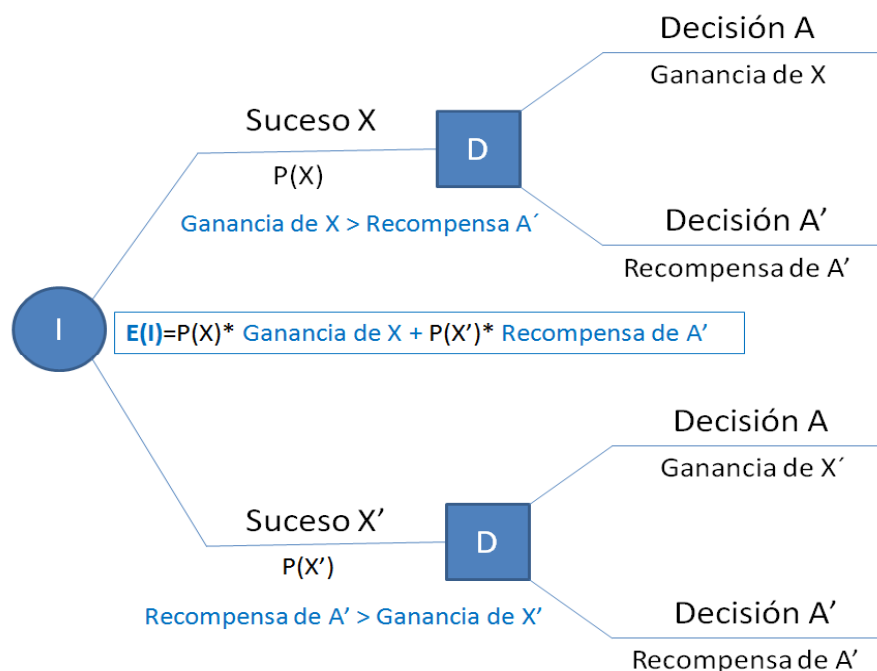 Decisión A
Ganancia de X
Suceso X
D
P(X)
Ganancia de X > Recompensa A´
Decisión A’
Recompensa de A’
I
E(I)=P(X)* Ganancia de X + P(X’)* Recompensa de A’
Decisión A
Ganancia de X´
Suceso X’
D
P(X’)
Recompensa de A’ > Ganancia de X’
Decisión A’
Recompensa de A’